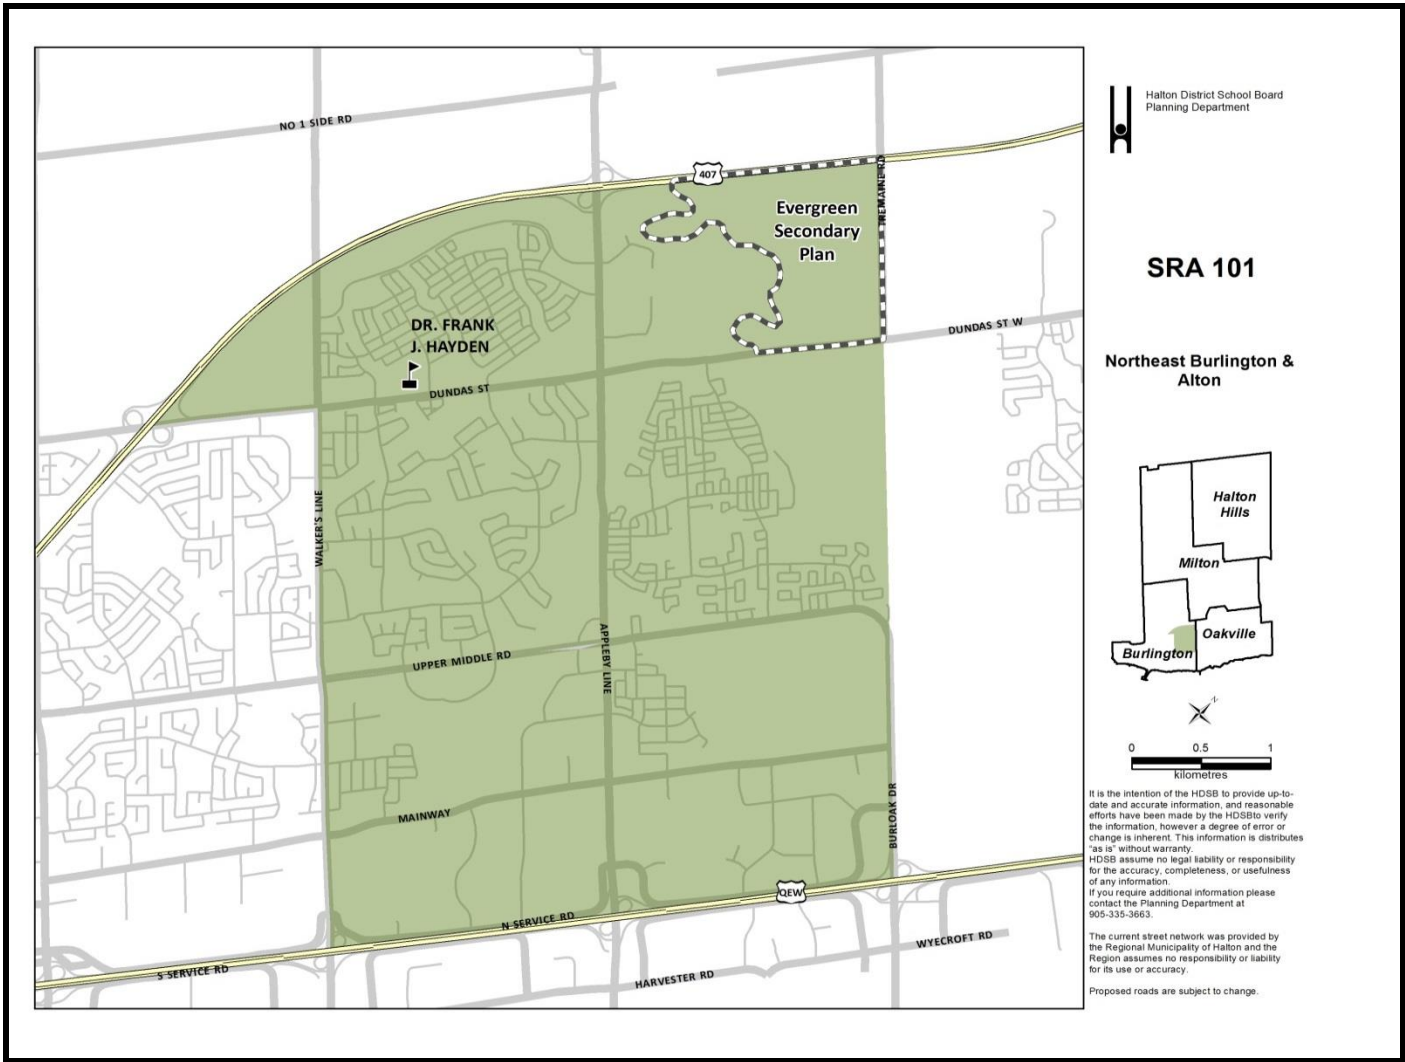 Halton District School Board
Planning Department
SRA 101
Northeast Burlington &
Alton
NO 1 SIDE RD
407
TREMAINE RD
Evergreen
Secondary
Plan
DUNDAS ST W
DR. FRANK
J. HAYDEN
DUNDAS ST
WALKER'S LINE
APPLEBY LINE
UPPER MIDDLE RD
MAINWAY
BURLOAK DR
QEW
N SERVICE RD
S SERVICE RD
WYECROFT RD
HARVESTER RD
Halton
Hills
Milton
Oakville
Burlington
N
0 0.5 1
kilometres
It is the intention of the HDSB to provide up-to-
date and accurate information, and reasonable
efforts have been made by the HDSBto verify
the information, however a degree of error or
change is inherent. This information is distributes
"as is" without warranty.
HDSB assume no legal liability or responsibility
for the accuracy, completeness, or usefulness
of any information.
If you require additional information please
contact the Planning Department at
905-335-3663.
The current street network was provided by
the Regional Municipality of Halton and the
Region assumes no responsibility or liability
for its use or accuracy.
Proposed roads are subject to change.